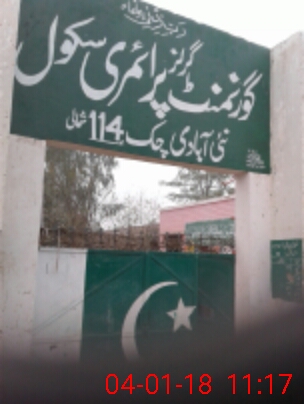 گورنمنٹ گرلز پرائمری سکول
نئی آبادی چک 114 شمالی
04-01-18 11:17